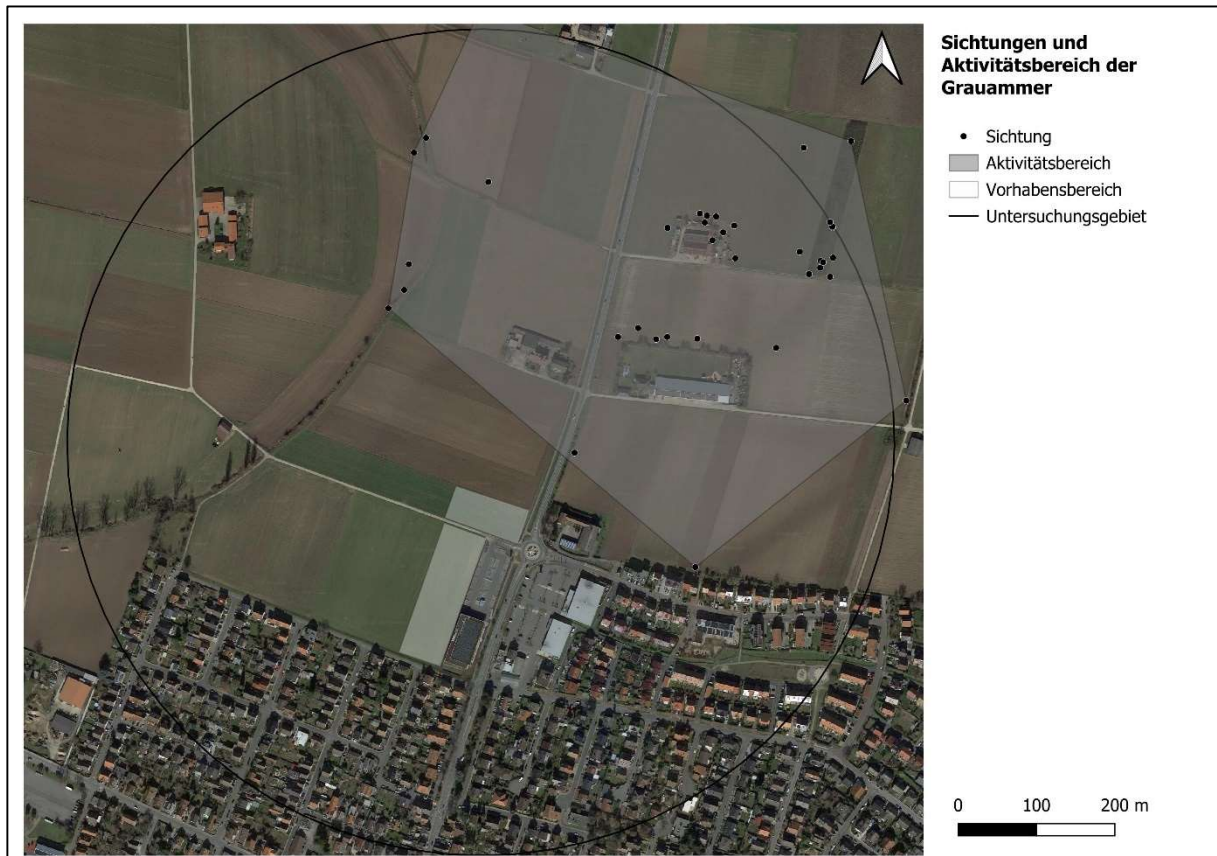 Sichtungen und
Aktivitätsbereich der
Grauammer
Sichtung
Aktivitätsbereich
Vorhabensbereich
Untersuchungsgebiet
0 100 200 m